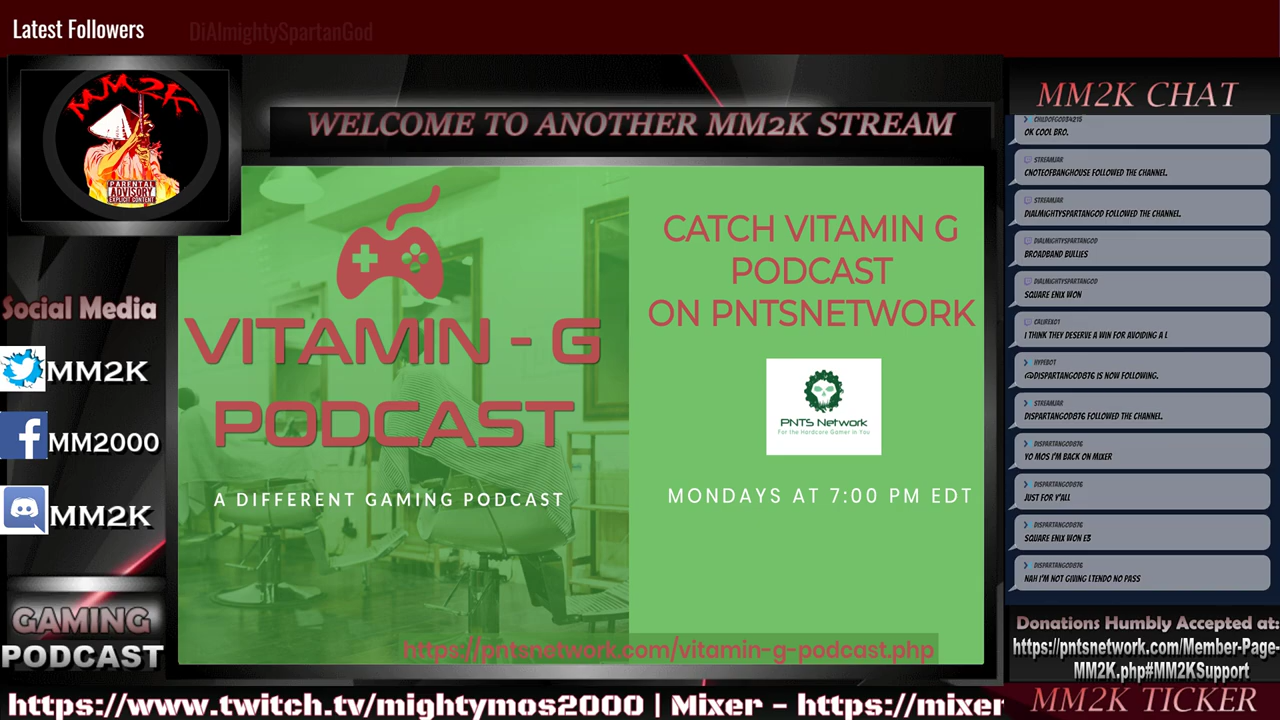 Latest Followers
DiAlmightySpartanGod
MM2K
PARENTAL
ADVISORY
EXPLICIT CONTENT
WELCOME TO ANOTHER MM2K STREAM
Social Media
MM2K
MM2000
MM2K
GAMING
PODCAST
VITAMIN - G
PODCAST
A DIFFERENT GAMING PODCAST
CATCH VITAMIN G
PODCAST
ON PNTSNETWORK
PNTS Network
For the Hardcore Gamer in You
MONDAYS AT 7:00 PM EDT
https://pntsnetwork.com/vitamin-g-podcast.php
MM2K CHAT
OK COOL BRO.
STREAMJAR
CNOTEOFBANGHOUSE FOLLOWED THE CHANNEL.
STREAMJAR
DIALMIGHTYSPARTANGOD FOLLOWED THE CHANNEL.
DIALMIGHTYSPARTANGOD
BROADBAND BULLIES
DIALMIGHTYSPARTANGOD
SQUARE ENIX WON
CALIREA01
I THINK THEY DESERVE A WIN FOR AVOIDING A L
HYPEBOT
@DISPARTANGOD876 IS NOW FOLLOWING.
STREAMJAR
DISPARTANGOD876 FOLLOWED THE CHANNEL.
DISPARTANGOD876
YO MOS I'M BACK ON MIXER
DISPARTANGOD876
JUST FOR Y'ALL
DISPARTANGOD876
SQUARE ENIX WON E3
DISPARTANGOD876
NAH I'M NOT GIVING LTENDO NO PASS
Donations Humbly Accepted at:
https://pntsnetwork.com/Member-Page-
MM2K.php#MM2KSupport
https://www.twitch.tv/mightymos2000 | Mixer - https://mixer
MM2K TICKER